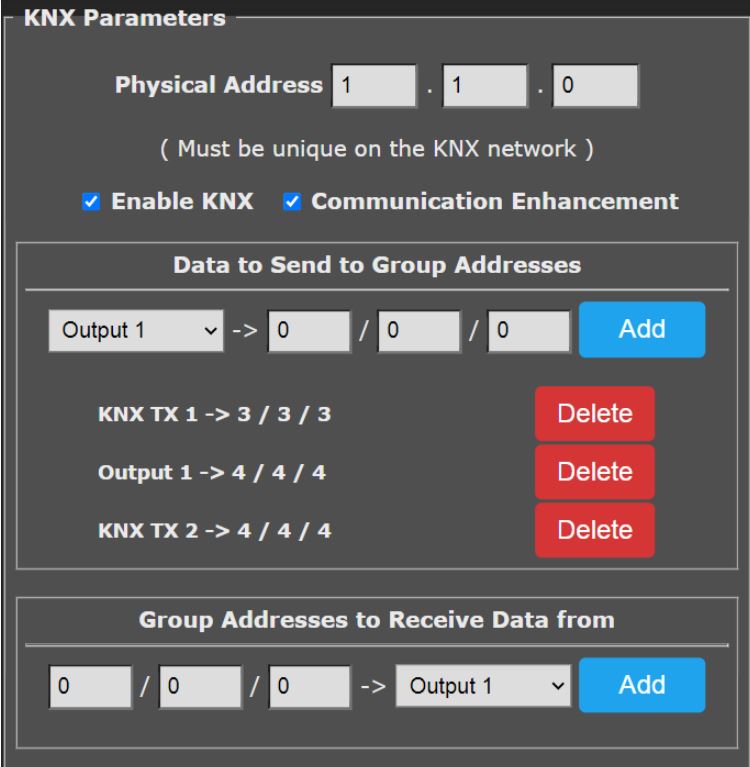 KNX Parameters
Physical Address 1 . 1 . 0
( Must be unique on the KNX network )
Enable KNX Communication Enhancement
Data to Send to Group Addresses
Output 1 -> 0 / 0 / 0 Add
KNX TX 1 -> 3 / 3 / 3 Delete
Output 1 -> 4 / 4 / 4 Delete
KNX TX 2 -> 4 / 4 / 4 Delete
Group Addresses to Receive Data from
0 / 0 / 0 -> Output 1 Add